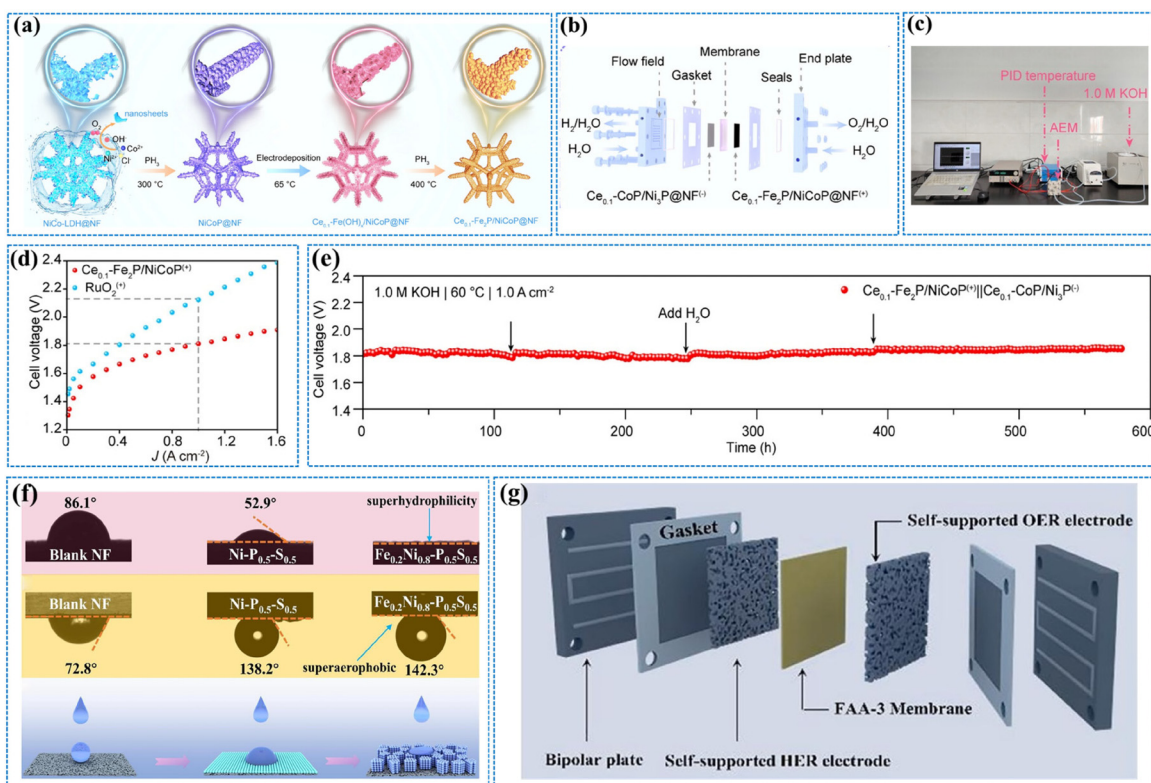 (a)
nanosheets
O₂
OH⁻
Co²⁺
Ni²⁺
Cl⁻
PH₃
300 °C
Electrodeposition
65 °C
PH₃
400 °C
NiCo-LDH@NF
NiCoP@NF
Ce₀.₁-Fe(OH)ₓ/NiCoP@NF
Ce₀.₁-Fe₂P/NiCoP@NF
(b)
Flow field
Gasket
Membrane
Seals
End plate
H₂/H₂O
H₂O
O₂/H₂O
H₂O
Ce₀.₁-CoP/Ni₃P@NF⁽⁻⁾
Ce₀.₁-Fe₂P/NiCoP@NF⁽⁺⁾
(c)
PID temperature
1.0 M KOH
AEM
(d)
Ce₀.₁-Fe₂P/NiCoP⁽⁺⁾
RuO₂⁽⁺⁾
Cell voltage (V)
2.4
2.2
2.0
1.8
1.6
1.4
1.2
0
0.4
0.8
1.2
1.6
J (A cm⁻²)
(e)
1.0 M KOH | 60 °C | 1.0 A cm⁻²
Ce₀.₁-Fe₂P/NiCoP⁽⁺⁾||Ce₀.₁-CoP/Ni₃P⁽⁻⁾
Add H₂O
Cell voltage (V)
2.4
2.2
2.0
1.8
1.6
1.4
0
100
200
300
400
500
600
Time (h)
(f)
86.1°
52.9°
superhydrophilicity
Blank NF
Ni-P₀.₅-S₀.₅
Fe₀.₂Ni₀.₈-P₀.₅S₀.₅
Blank NF
Ni-P₀.₅-S₀.₅
Fe₀.₂Ni₀.₈-P₀.₅S₀.₅
72.8°
138.2°
superaerophobic
142.3°
(g)
Gasket
Self-supported OER electrode
FAA-3 Membrane
Bipolar plate
Self-supported HER electrode